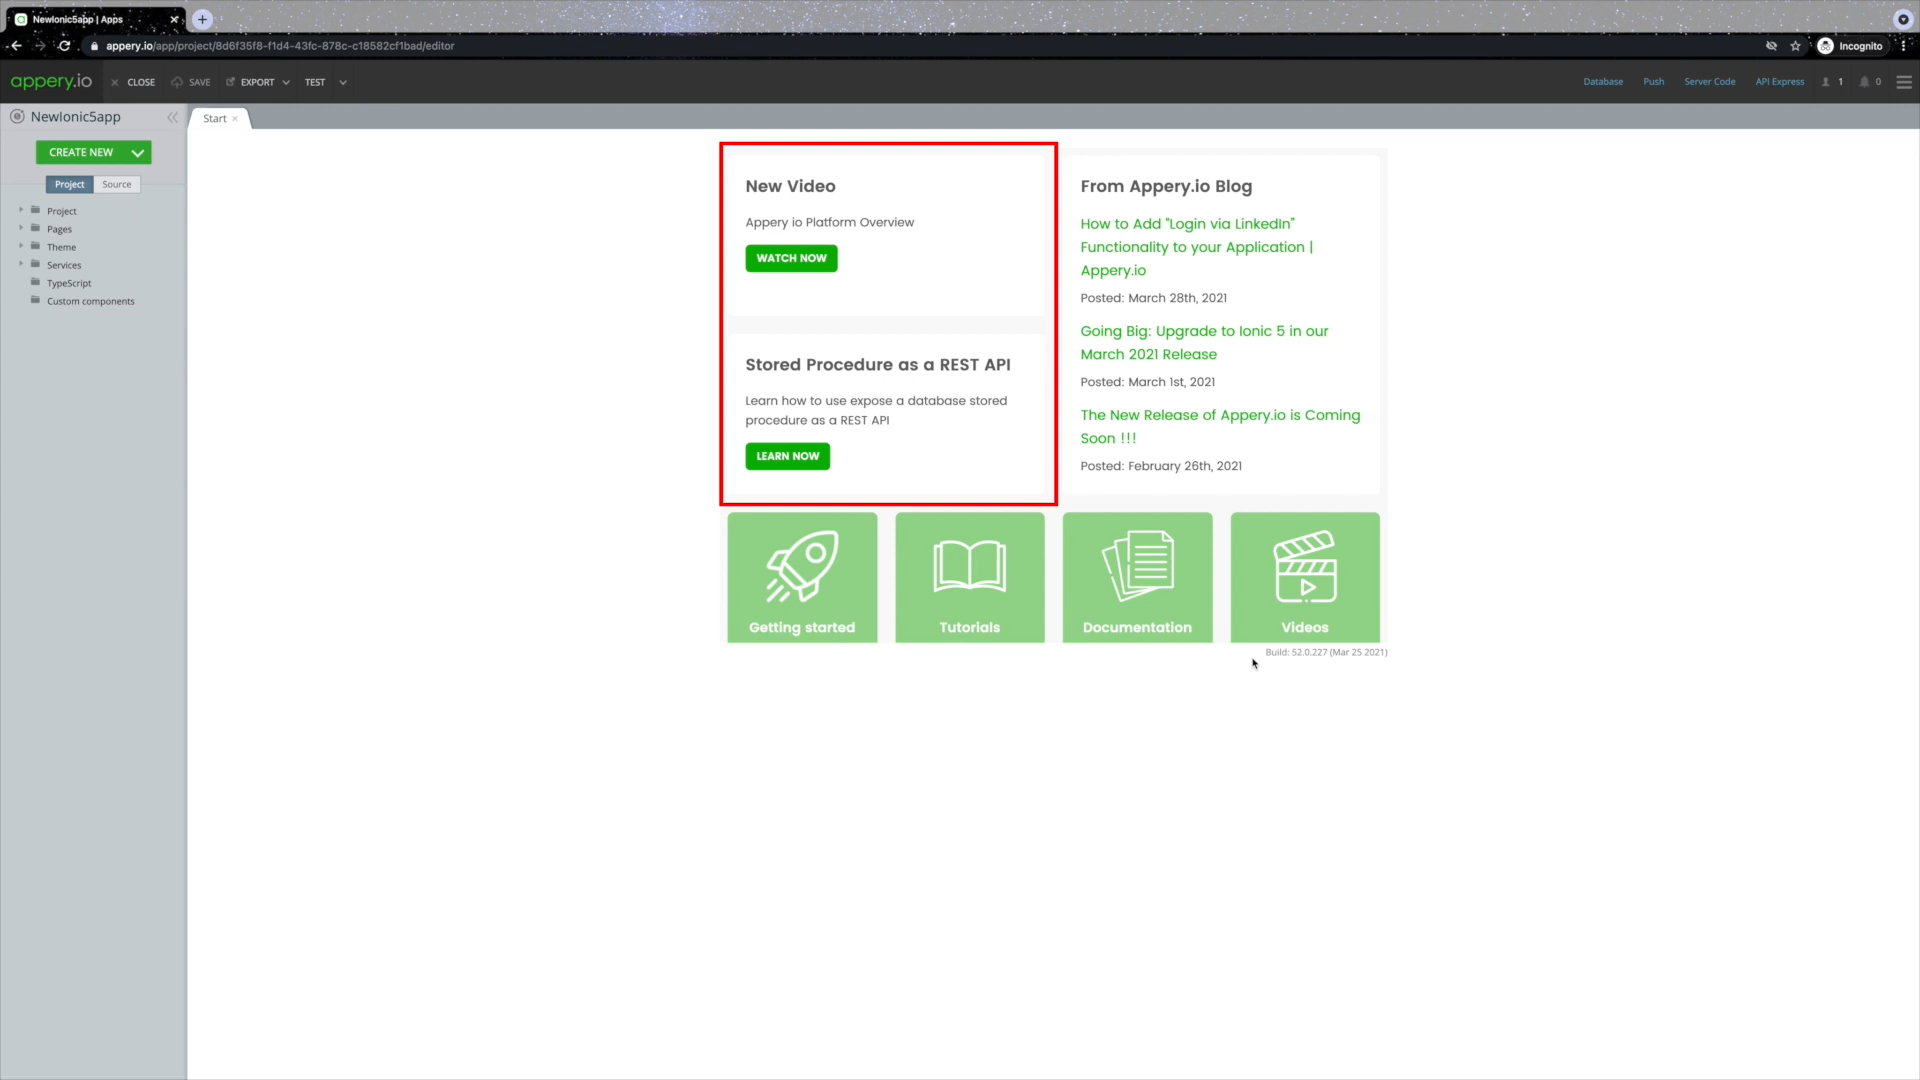 NewIonic5app | Apps
appery.io/app/project/8d6f35f8-f1d4-43fc-878c-c18582cf1bad/editor
Incognito
appery.io
CLOSE
SAVE
EXPORT
TEST
Database
Push
Server Code
API Express
1
0
NewIonic5app
Start
CREATE NEW
Project
Source
Project
Pages
Theme
Services
TypeScript
Custom components
New Video
Appery io Platform Overview
WATCH NOW
Stored Procedure as a REST API
Learn how to use expose a database stored
procedure as a REST API
LEARN NOW
From Appery.io Blog
How to Add "Login via LinkedIn"
Functionality to your Application |
Appery.io
Posted: March 28th, 2021
Going Big: Upgrade to Ionic 5 in our
March 2021 Release
Posted: March 1st, 2021
The New Release of Appery.io is Coming
Soon !!!
Posted: February 26th, 2021
Getting started
Tutorials
Documentation
Videos
Build: 52.0.227 (Mar 25 2021)